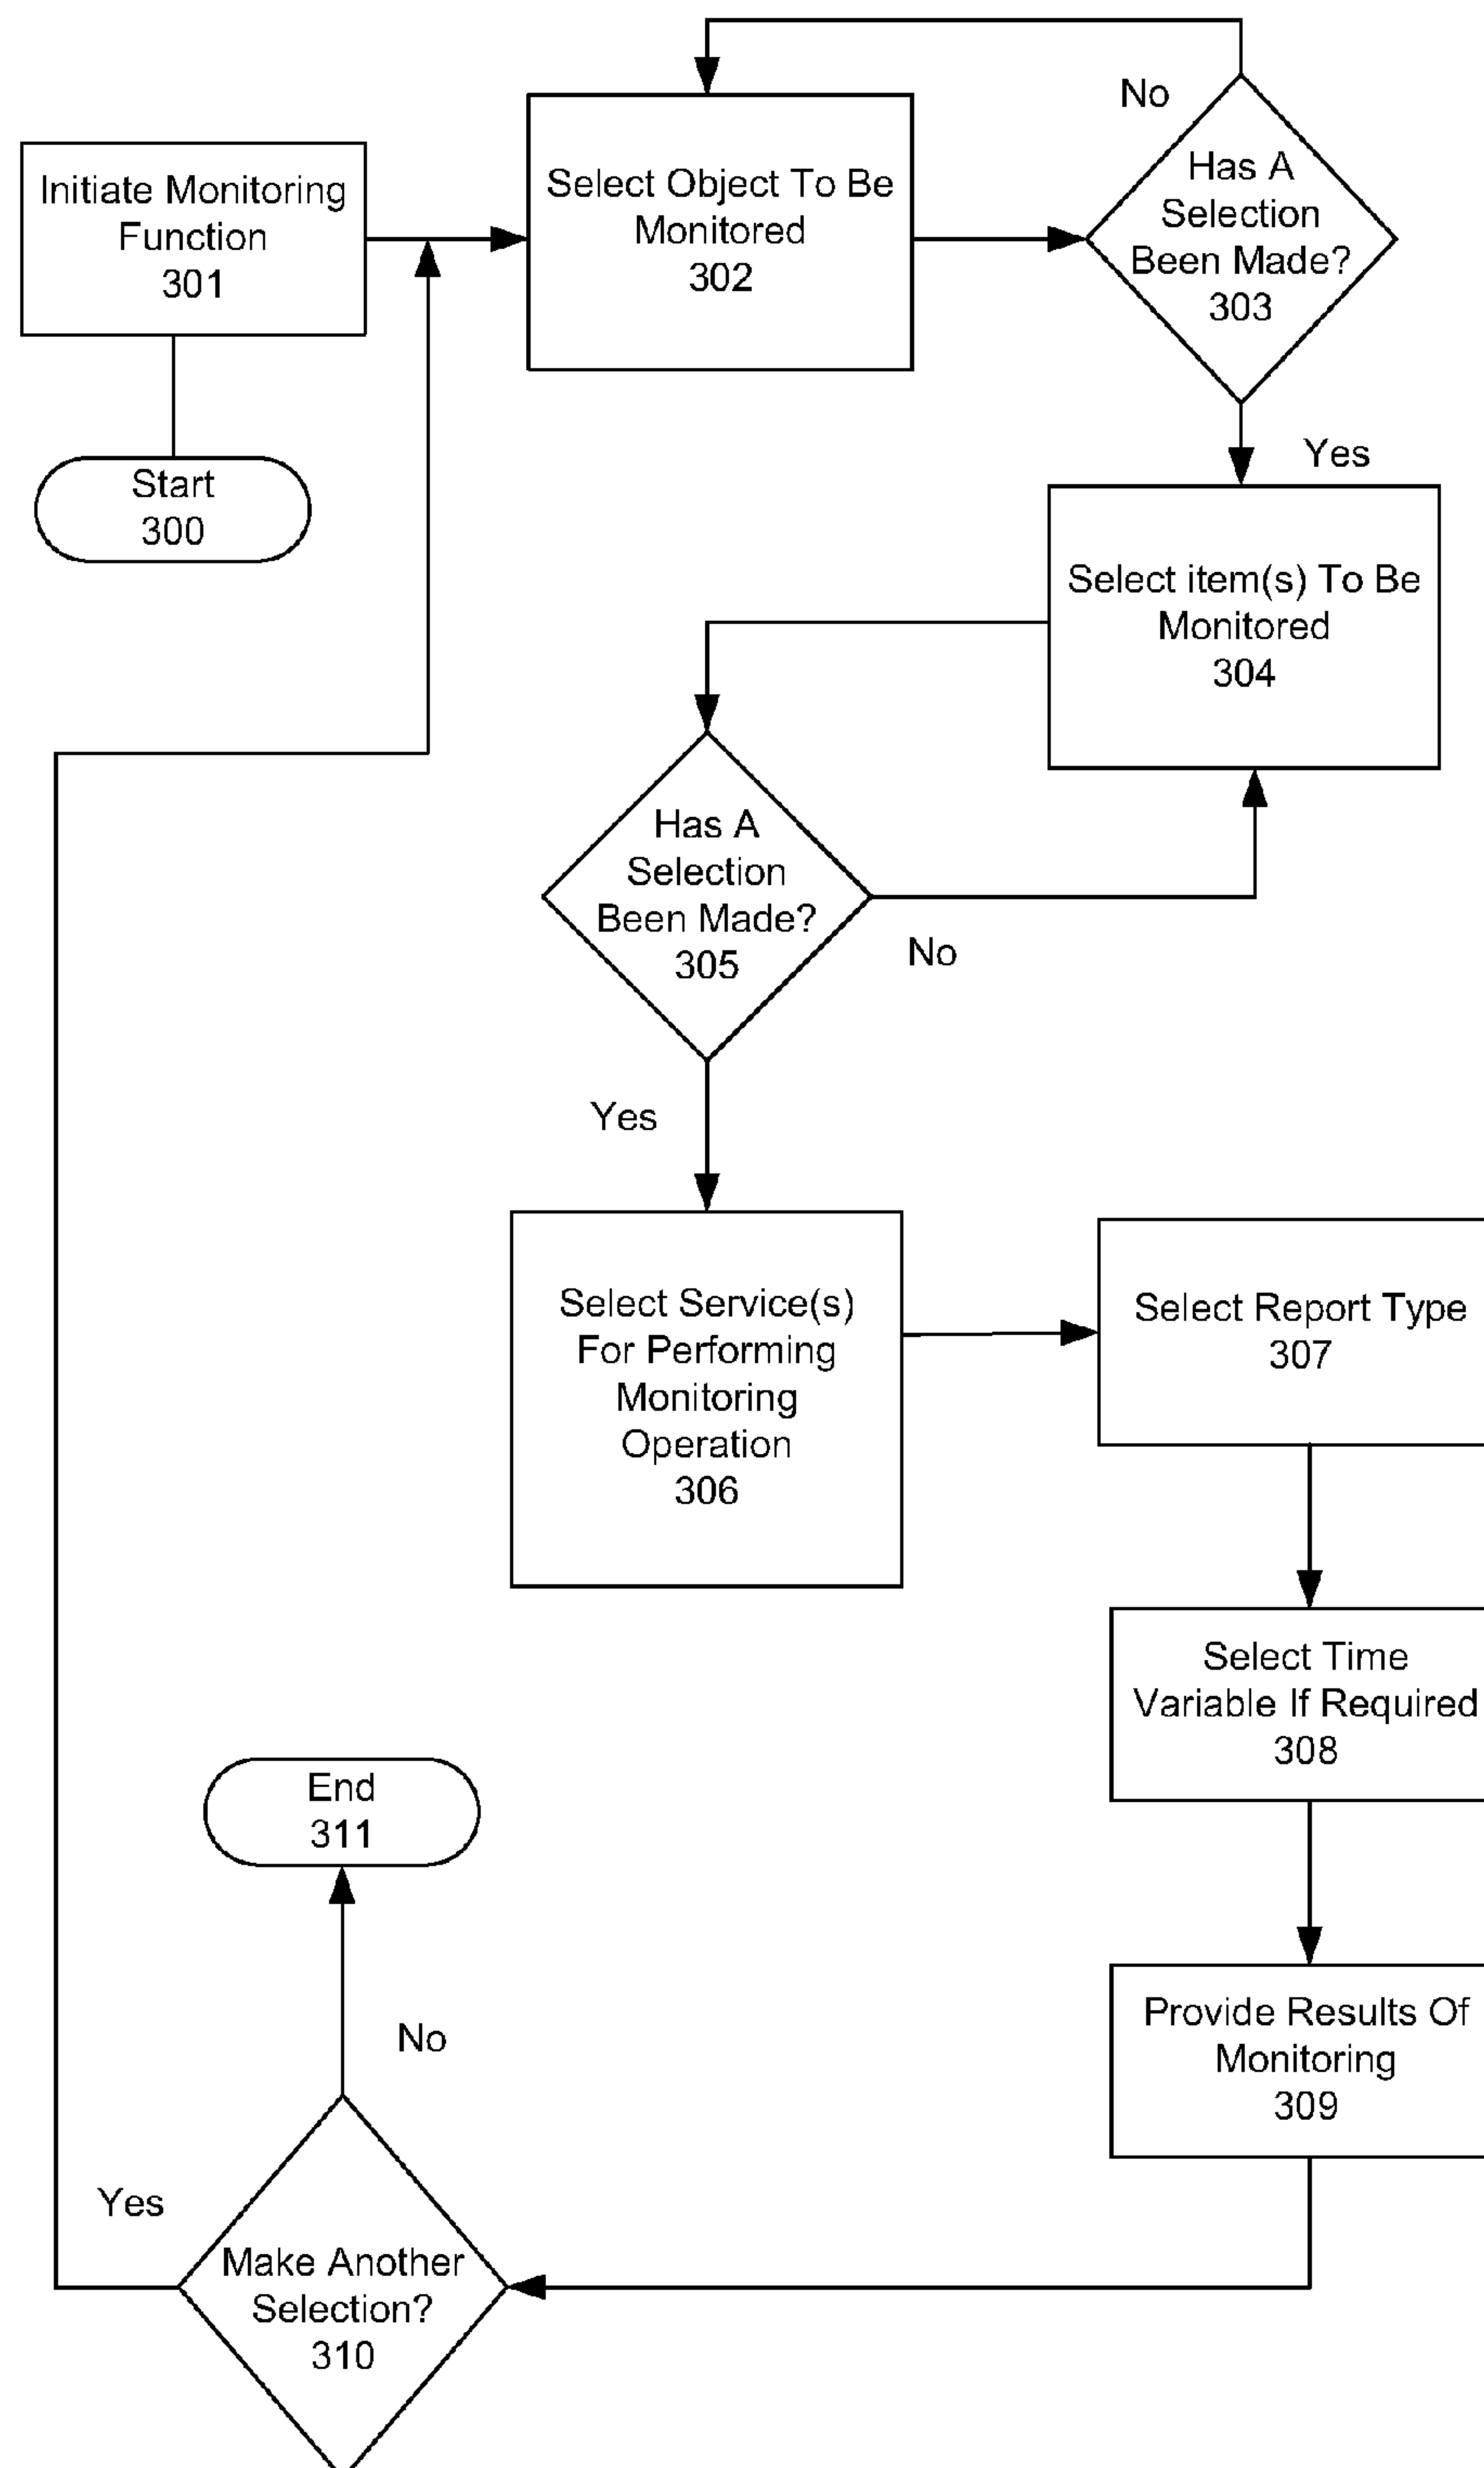 Initiate Monitoring
Function
301
Start
300
Select Object To Be
Monitored
302
No
Has A
Selection
Been Made?
303
Yes
Select item(s) To Be
Monitored
304
Has A
Selection
Been Made?
305
No
Yes
Select Service(s)
For Performing
Monitoring
Operation
306
Select Report Type
307
Select Time
Variable If Required
308
Provide Results Of
Monitoring
309
End
311
No
Yes
Make Another
Selection?
310